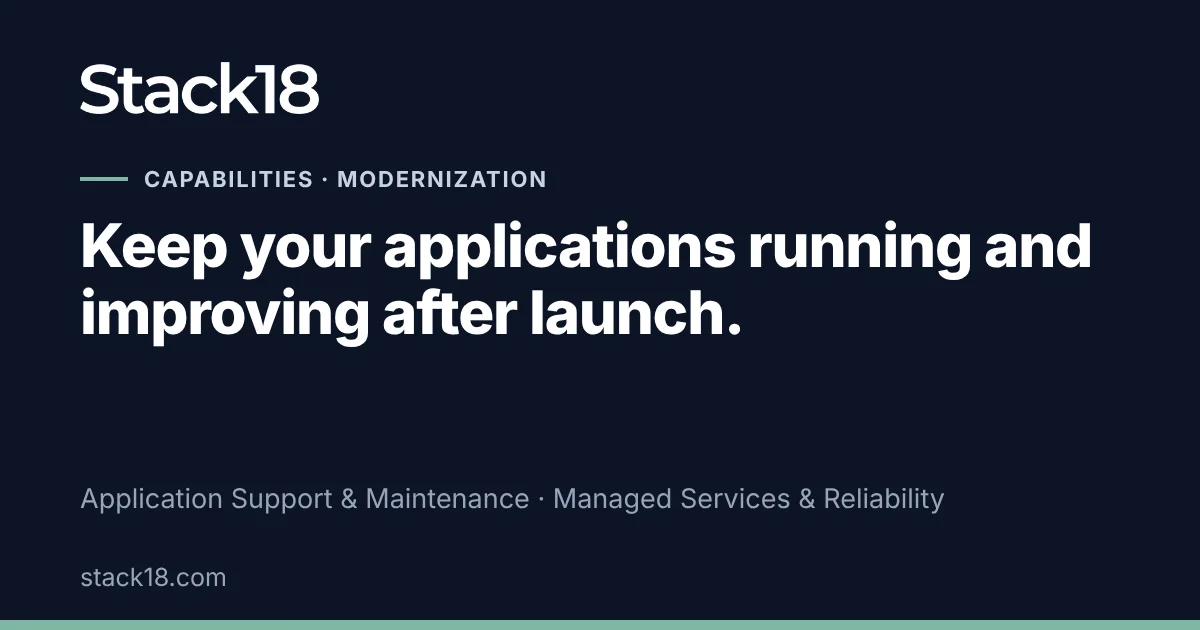 Stack18
CAPABILITIES · MODERNIZATION
Keep your applications running and
improving after launch.
Application Support & Maintenance · Managed Services & Reliability
stack18.com